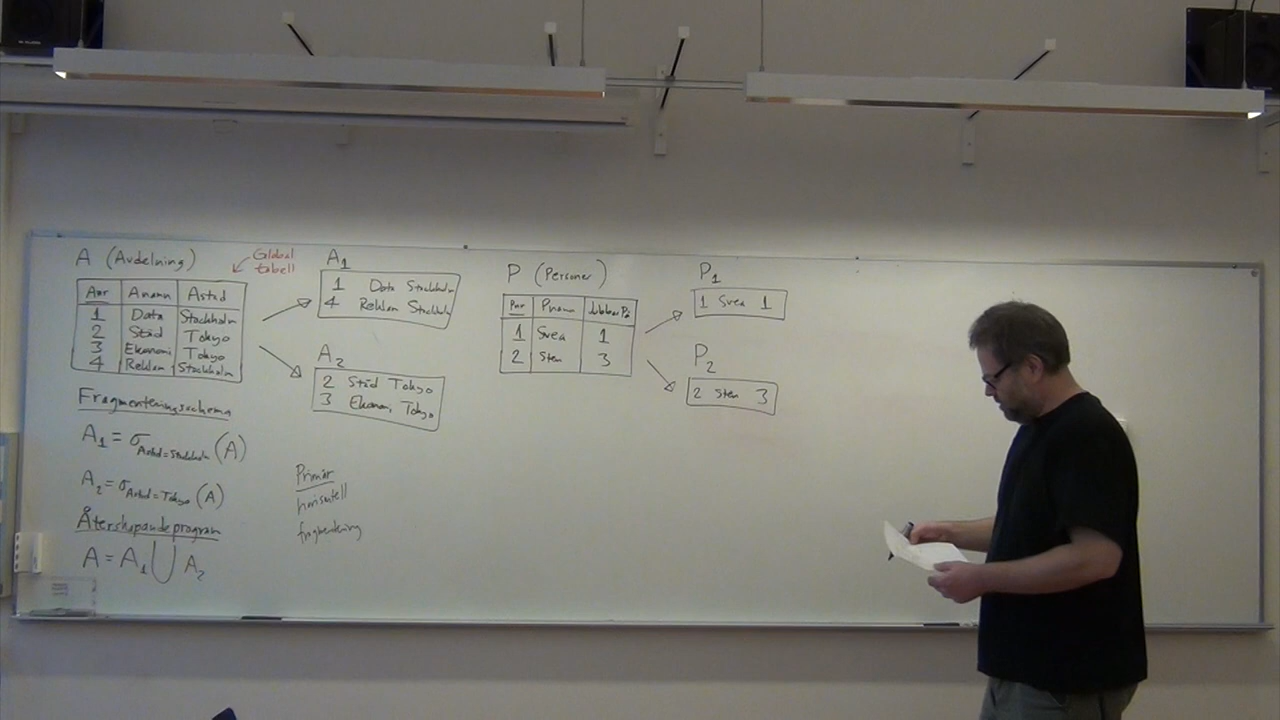 A (Avdelning)
Global
tabell
Anr Anamn Astad
1 Data Stockholm
2 Städ Tokyo
3 Ekonomi Tokyo
4 Reklam Stockholm
A1
1 Data Stockholm
4 Reklam Stockholm
A2
2 Städ Tokyo
3 Ekonomi Tokyo
Fragmenteringsschema
A1 = σ Astad=Stockholm (A)
A2 = σ Astad=Tokyo (A)
Återskapandeprogram
A = A1 ∪ A2
Primär
horisontell
fragmentering
P (Personer)
Pnr Pnamn JobbarPå
1 Svea 1
2 Sten 3
P1
1 Svea 1
P2
2 Sten 3